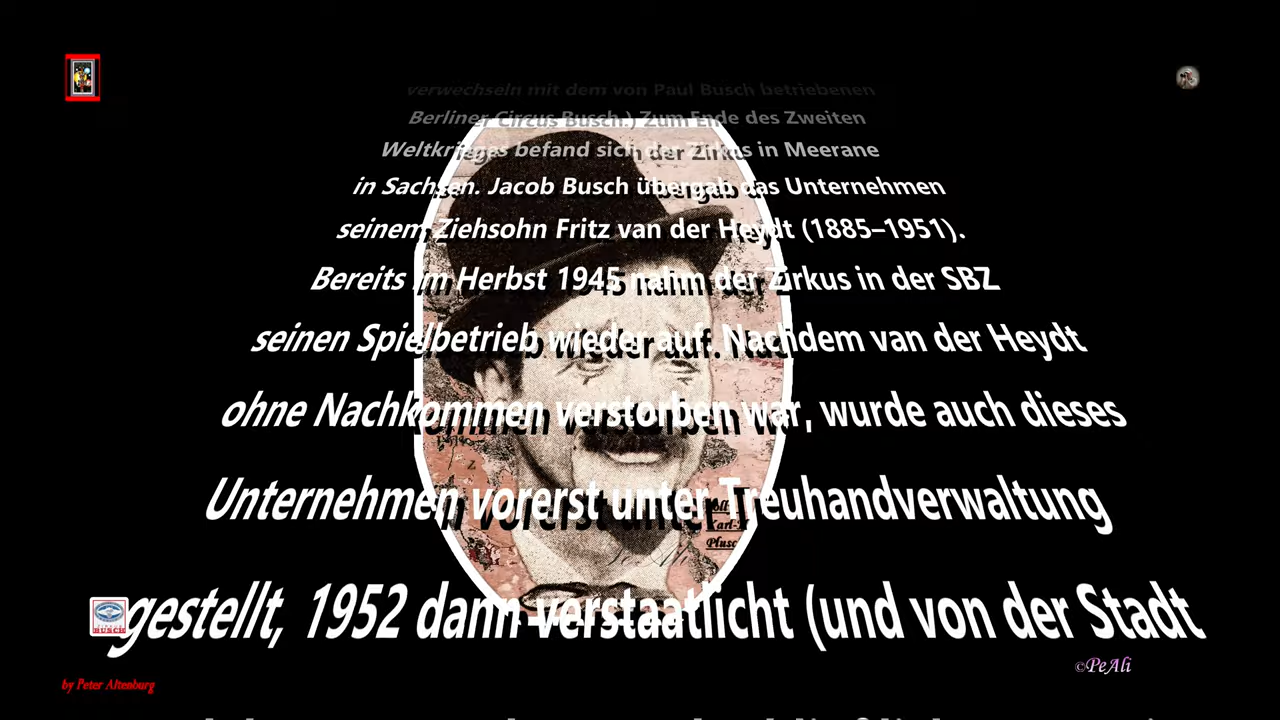 verwechseln mit dem von Paul Busch betriebenen
Berliner Circus Busch.) Zum Ende des Zweiten
Weltkrieges befand sich der Zirkus in Meerane
in Sachsen. Jacob Busch übergab das Unternehmen
seinem Ziehsohn Fritz van der Heydt (1885–1951).
Bereits im Herbst 1945 nahm der Zirkus in der SBZ
seinen Spielbetrieb wieder auf. Nachdem van der Heydt
ohne Nachkommen verstorben war, wurde auch dieses
Unternehmen vorerst unter Treuhandverwaltung
gestellt, 1952 dann verstaatlicht (und von der Stadt
BUSCH
©PeAli
by Peter Altenburg